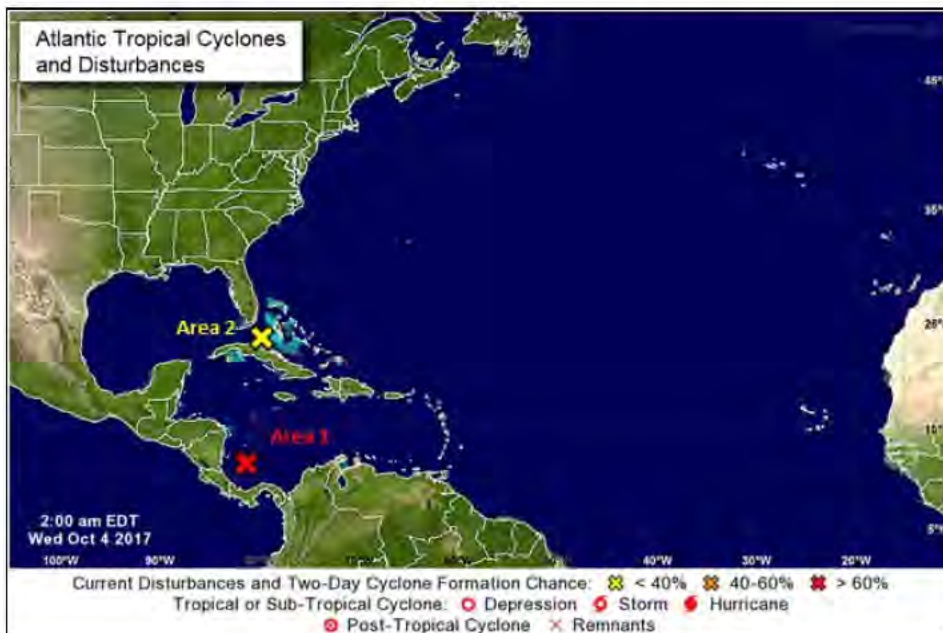 Atlantic Tropical Cyclones
and Disturbances
45°
35°
Area 2
26°
Area 1
2:00 am EDT
Wed Oct 4 2017
100°W 90°W 40°W 30°W 20°W
5°
Current Disturbances and Two-Day Cyclone Formation Chance: < 40% 40-60% > 60%
Tropical or Sub-Tropical Cyclone: Depression Storm Hurricane
Post-Tropical Cyclone Remnants